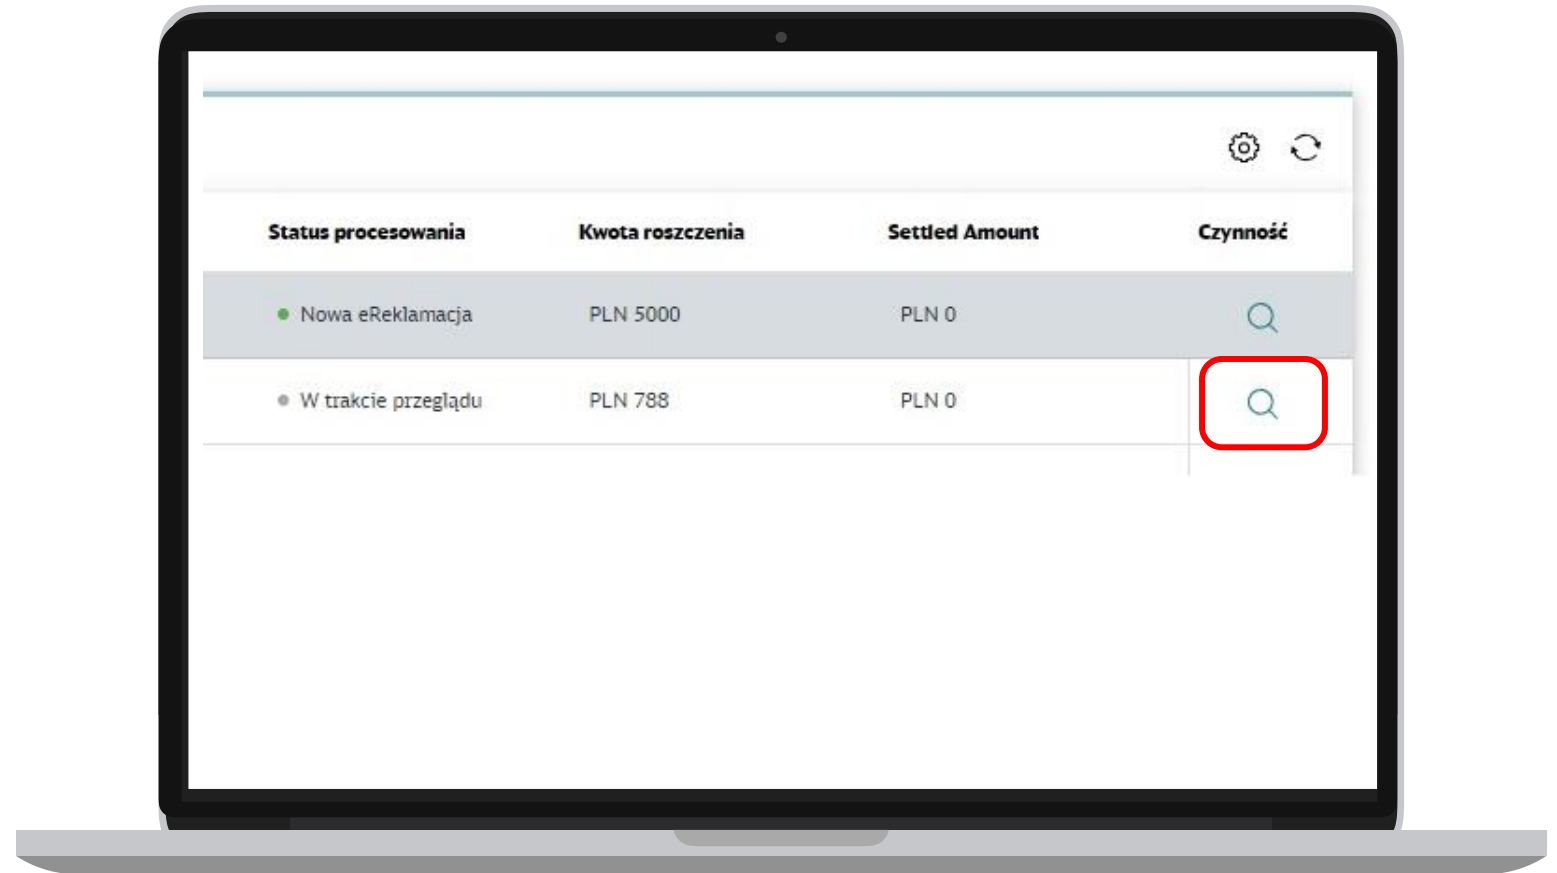 Status procesowania Kwota roszczenia Settled Amount Czynność
Nowa eReklamacja PLN 5000 PLN 0
W trakcie przeglądu PLN 788 PLN 0